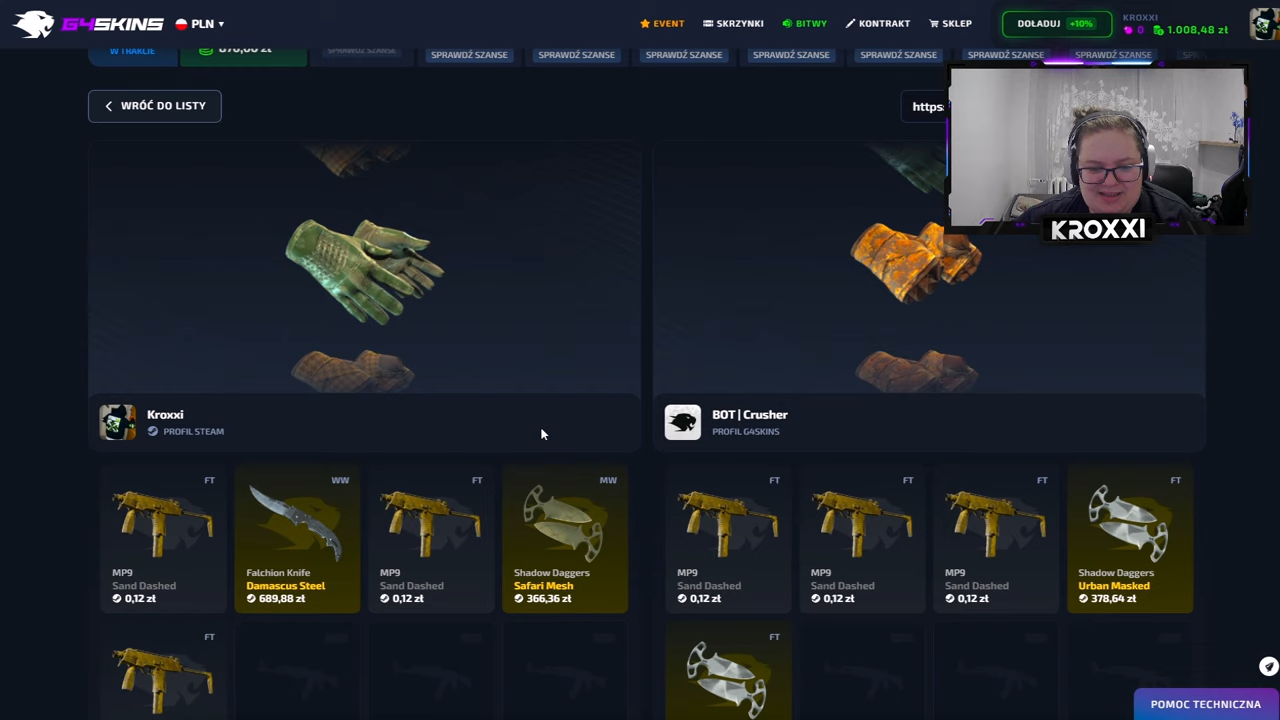 G4SKINS
PLN
EVENT
SKRZYNKI
BITWY
KONTRAKT
SKLEP
DOŁADUJ +10%
KROXXI
0 1.008,48 zł
W TRAKCIE
SPRAWDŹ SZANSE
SPRAWDŹ SZANSE
SPRAWDŹ SZANSE
SPRAWDŹ SZANSE
SPRAWDŹ SZANSE
SPRAWDŹ SZANSE
SPRAWDŹ SZANSE
SPRAWDŹ SZANSE
WRÓĆ DO LISTY
https:
KROXXI
Kroxxi
PROFIL STEAM
BOT | Crusher
PROFIL G4SKINS
FT
MP9
Sand Dashed
0,12 zł
WW
Falchion Knife
Damascus Steel
689,88 zł
FT
MP9
Sand Dashed
0,12 zł
MW
Shadow Daggers
Safari Mesh
366,36 zł
FT
MP9
Sand Dashed
0,12 zł
FT
MP9
Sand Dashed
0,12 zł
FT
MP9
Sand Dashed
0,12 zł
FT
Shadow Daggers
Urban Masked
378,64 zł
FT
FT
POMOC TECHNICZNA